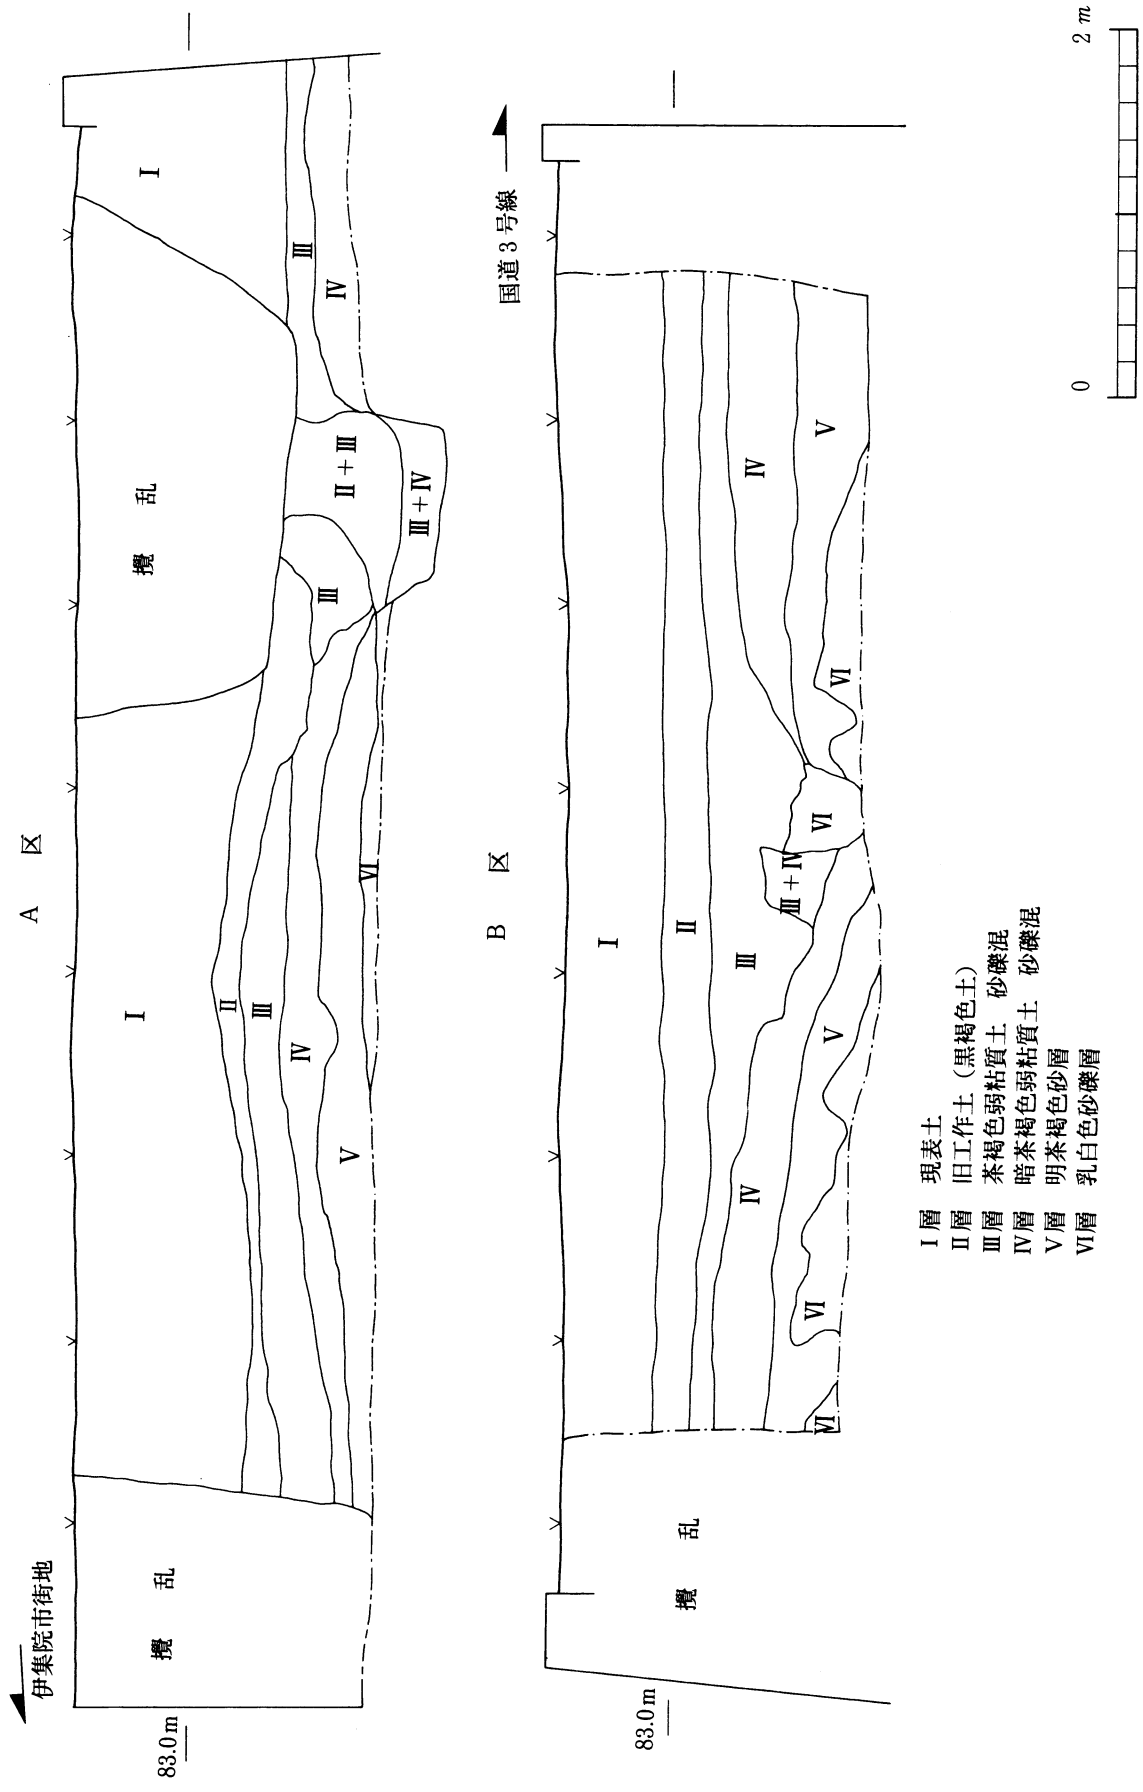 伊集院市街地
A 区
83.0m
攪 乱
I
II
III
IV
V
VI
攪 乱
III
II+III
III+IV
I
III
IV
国道3号線
B 区
83.0m
攪 乱
I
II
III
IV
V
VI
VI
III+IV
VI
VI
IV
V
I層 現表土
II層 旧工作土(黒褐色土)
III層 茶褐色弱粘質土 砂礫混
IV層 暗茶褐色弱粘質土 砂礫混
V層 明茶褐色砂層
VI層 乳白色砂礫層
0 2m